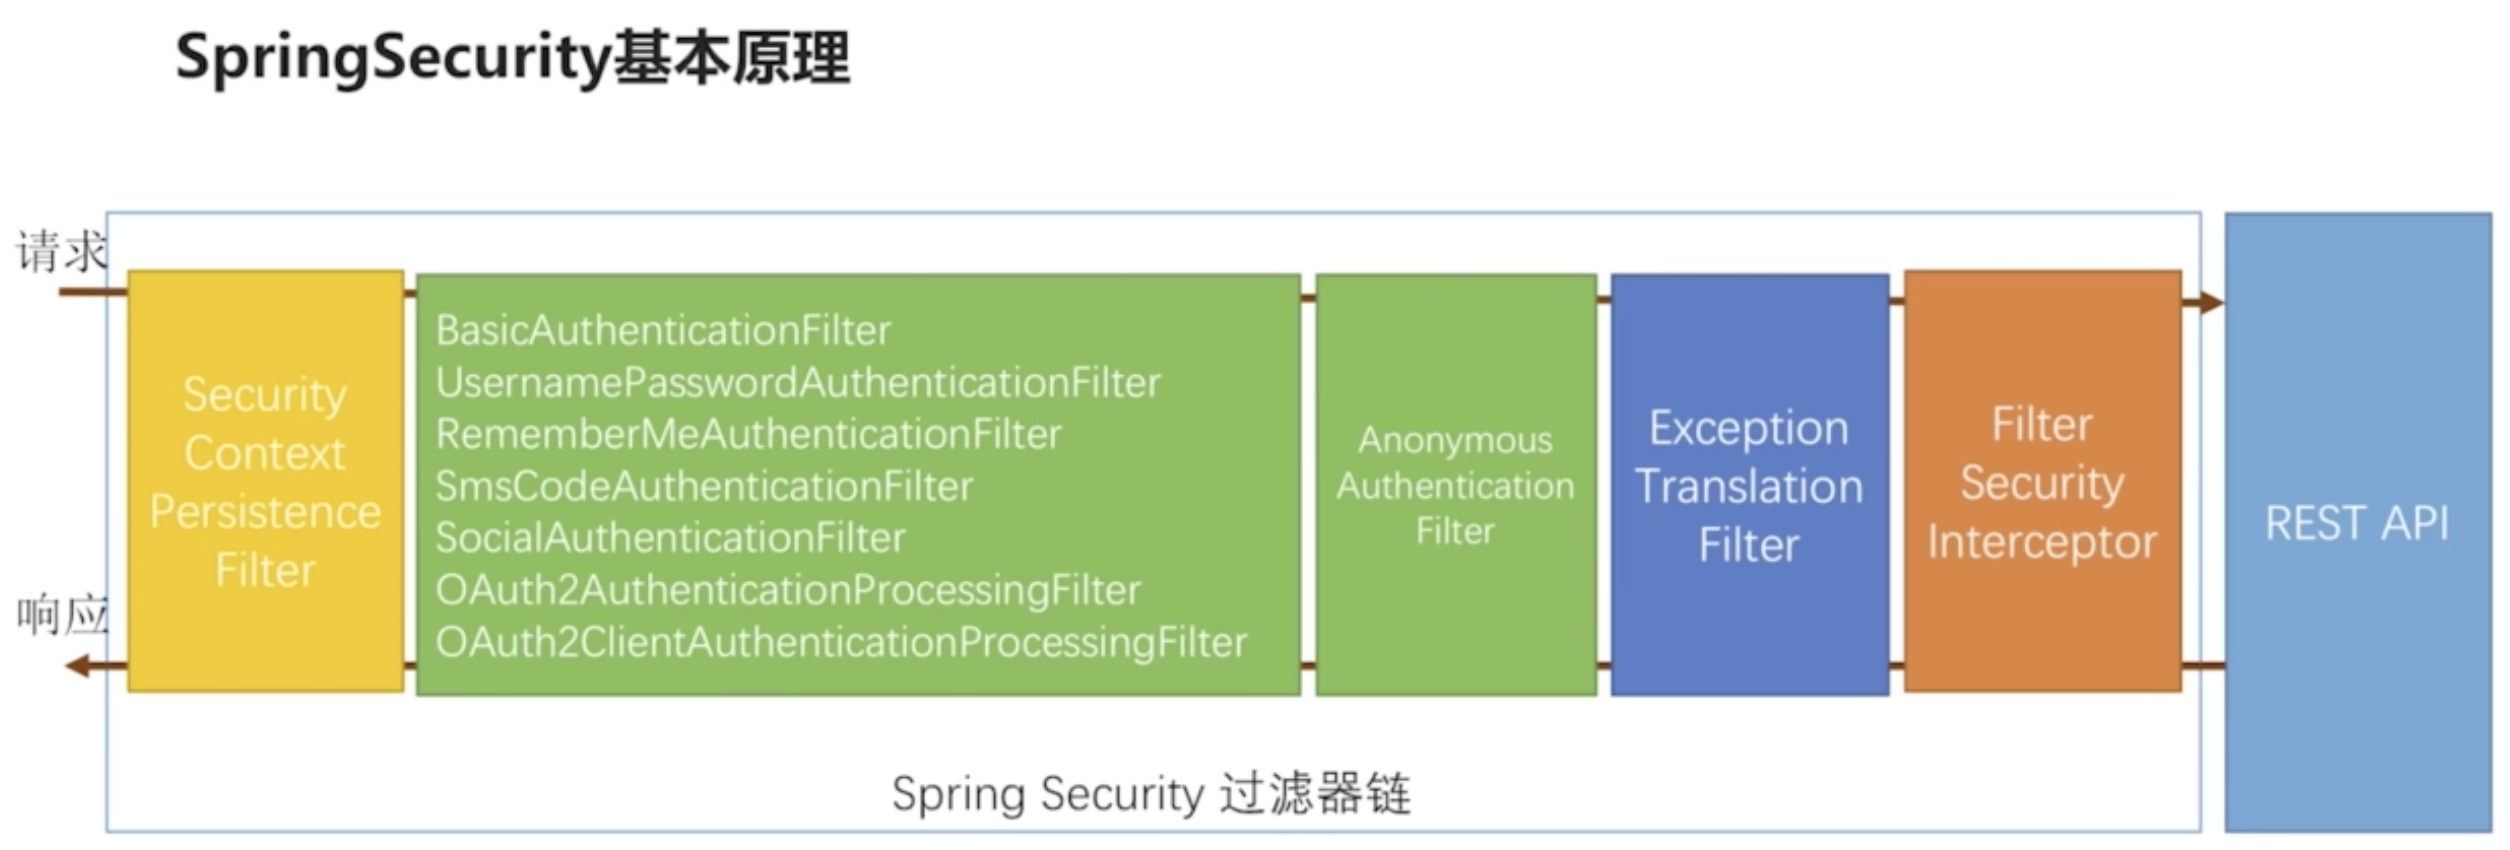 SpringSecurity基本原理
请求
响应
Security
Context
Persistence
Filter
BasicAuthenticationFilter
UsernamePasswordAuthenticationFilter
RememberMeAuthenticationFilter
SmsCodeAuthenticationFilter
SocialAuthenticationFilter
OAuth2AuthenticationProcessingFilter
OAuth2ClientAuthenticationProcessingFilter
Anonymous
Authentication
Filter
Exception
Translation
Filter
Filter
Security
Interceptor
REST API
Spring Security 过滤器链